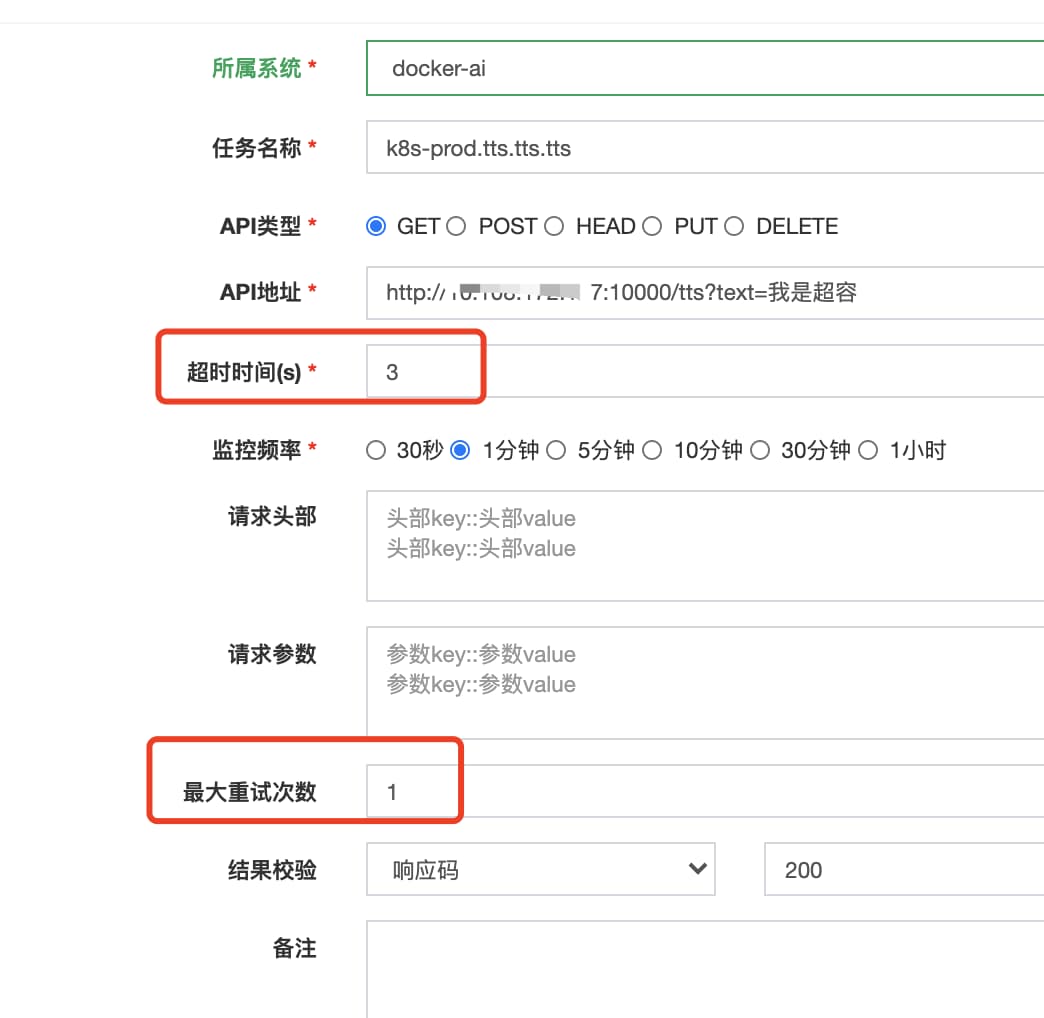 所属系统 * docker-ai
任务名称 * k8s-prod.tts.tts.tts
API类型 * GET POST HEAD PUT DELETE
API地址 * http:// 7:10000/tts?text=我是超容
超时时间(s) * 3
监控频率 * 30秒 1分钟 5分钟 10分钟 30分钟 1小时
请求头部 头部key::头部value
头部key::头部value
请求参数 参数key::参数value
参数key::参数value
最大重试次数 1
结果校验 响应码 200
备注